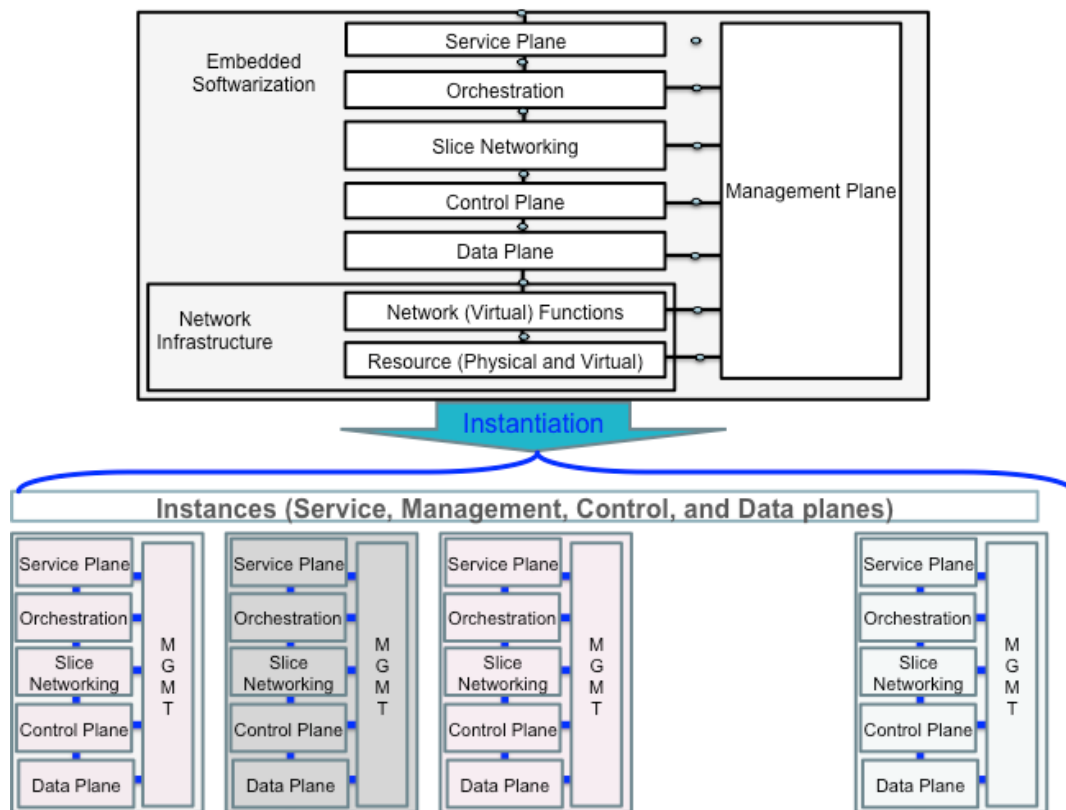 Embedded
Softwarization
Service Plane
Orchestration
Slice Networking
Control Plane
Data Plane
Management Plane
Network
Infrastructure
Network (Virtual) Functions
Resource (Physical and Virtual)
Instantiation
Instances (Service, Management, Control, and Data planes)
Service Plane
Orchestration
Slice
Networking
Control Plane
Data Plane
M
G
M
T
Service Plane
Orchestration
Slice
Networking
Control Plane
Data Plane
M
G
M
T
Service Plane
Orchestration
Slice
Networking
Control Plane
Data Plane
M
G
M
T
Service Plane
Orchestration
Slice
Networking
Control Plane
Data Plane
M
G
M
T